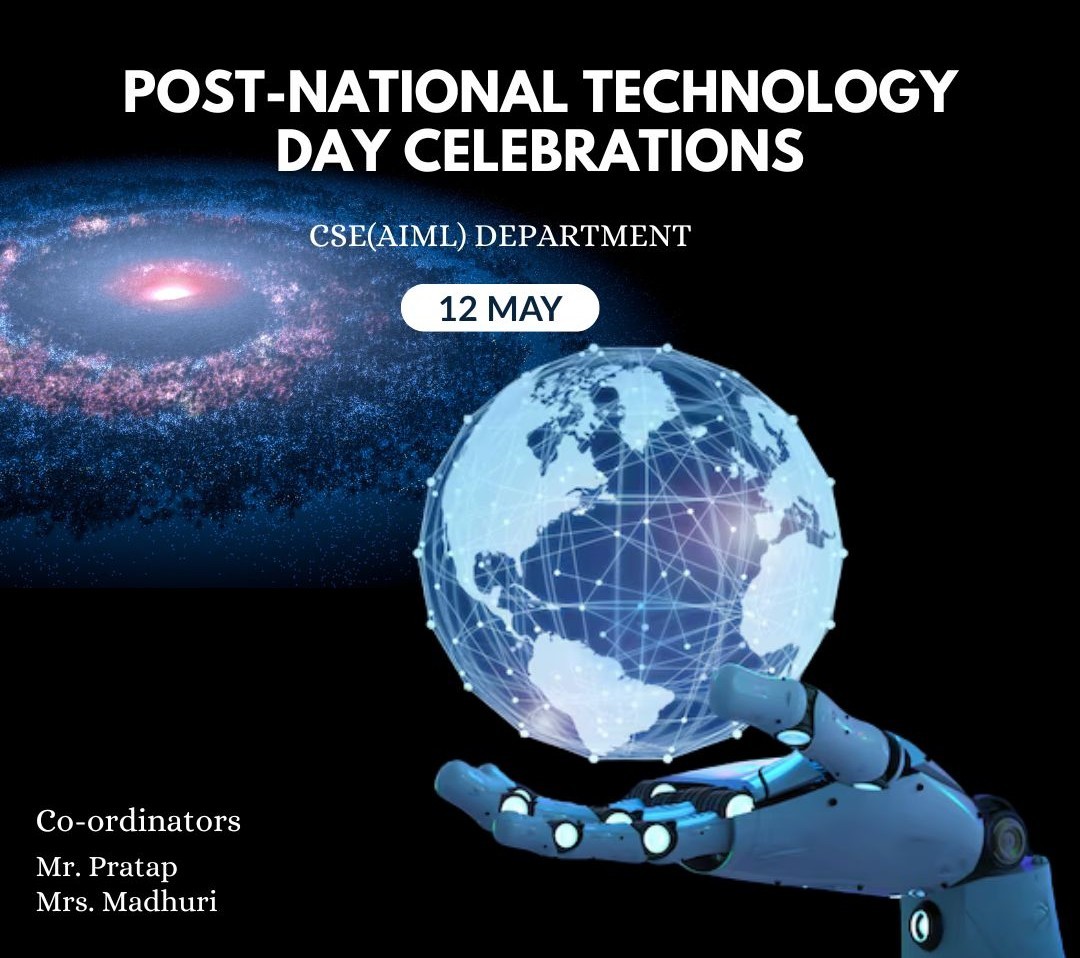 POST-NATIONAL TECHNOLOGY
DAY CELEBRATIONS
CSE(AIML) DEPARTMENT
12 MAY
Co-ordinators
Mr. Pratap
Mrs. Madhuri